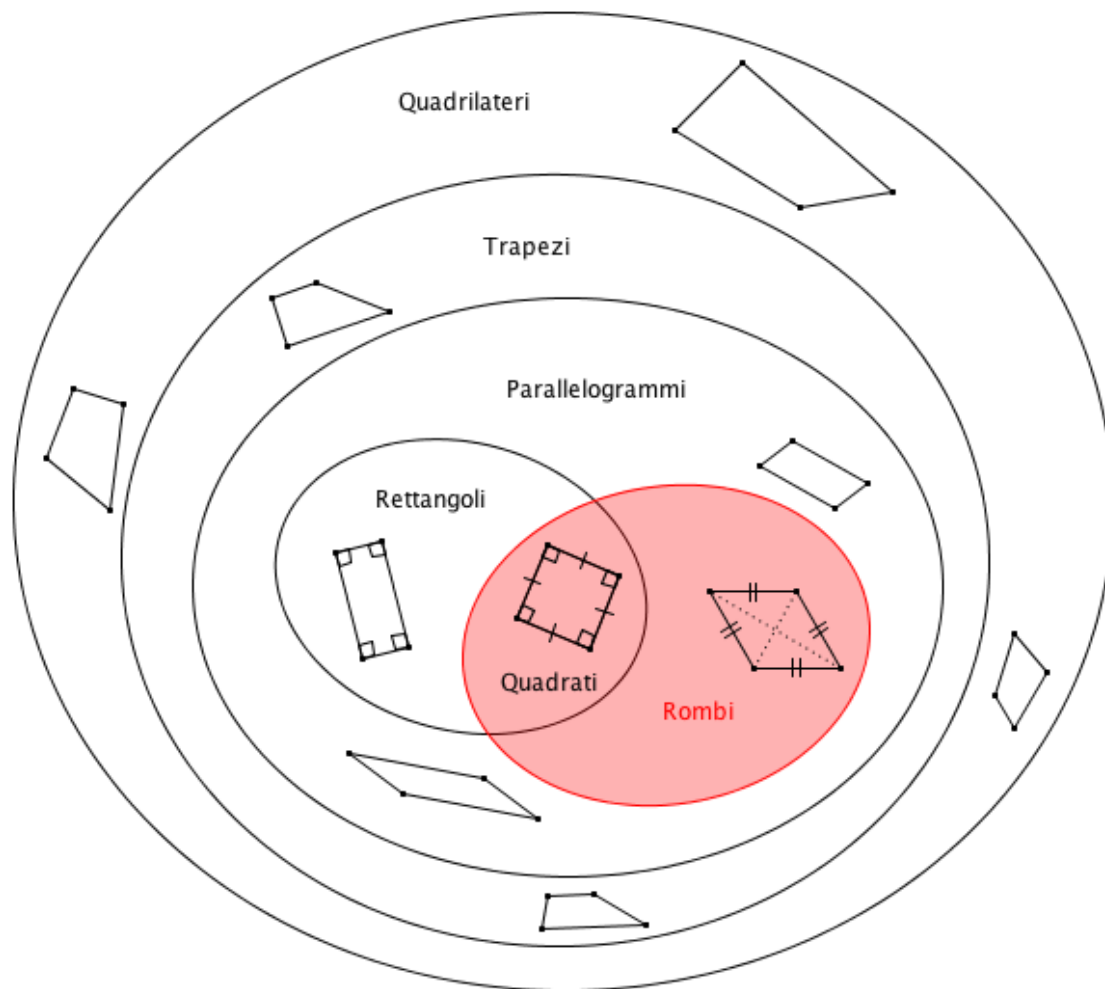 Quadrilateri
Trapezi
Parallelogrammi
Rettangoli
Quadrati
Rombi